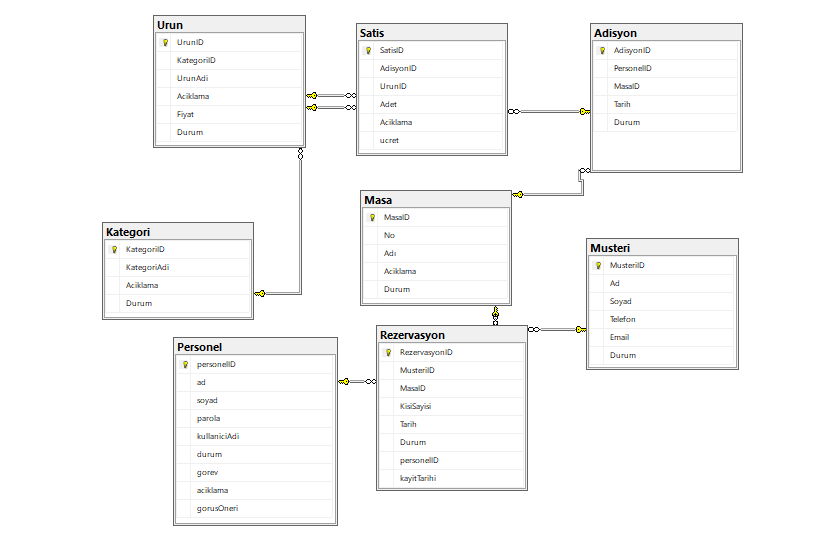 Urun
UrunID
KategoriID
UrunAdi
Aciklama
Fiyat
Durum
Satis
SatisID
AdisyonID
UrunID
Adet
Aciklama
ucret
Adisyon
AdisyonID
PersonelID
MasaID
Tarih
Durum
Kategori
KategoriID
KategoriAdi
Aciklama
Durum
Masa
MasaID
No
Adı
Aciklama
Durum
Musteri
MusteriID
Ad
Soyad
Telefon
Email
Durum
Personel
personelID
ad
soyad
parola
kullaniciAdi
durum
gorev
aciklama
gorusOneri
Rezervasyon
RezervasyonID
MusteriID
MasaID
KisiSayisi
Tarih
Durum
personelID
kayitTarihi